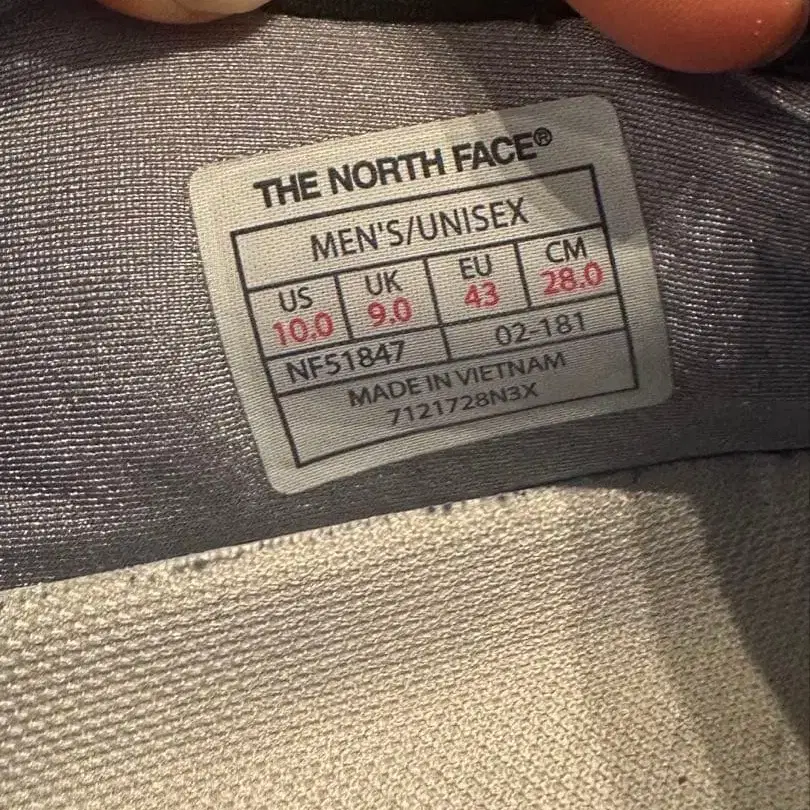 THE NORTH FACE®
MEN'S/UNISEX
US UK EU CM
10.0 9.0 43 28.0
NF51847 02-181
MADE IN VIETNAM
7121728N3X